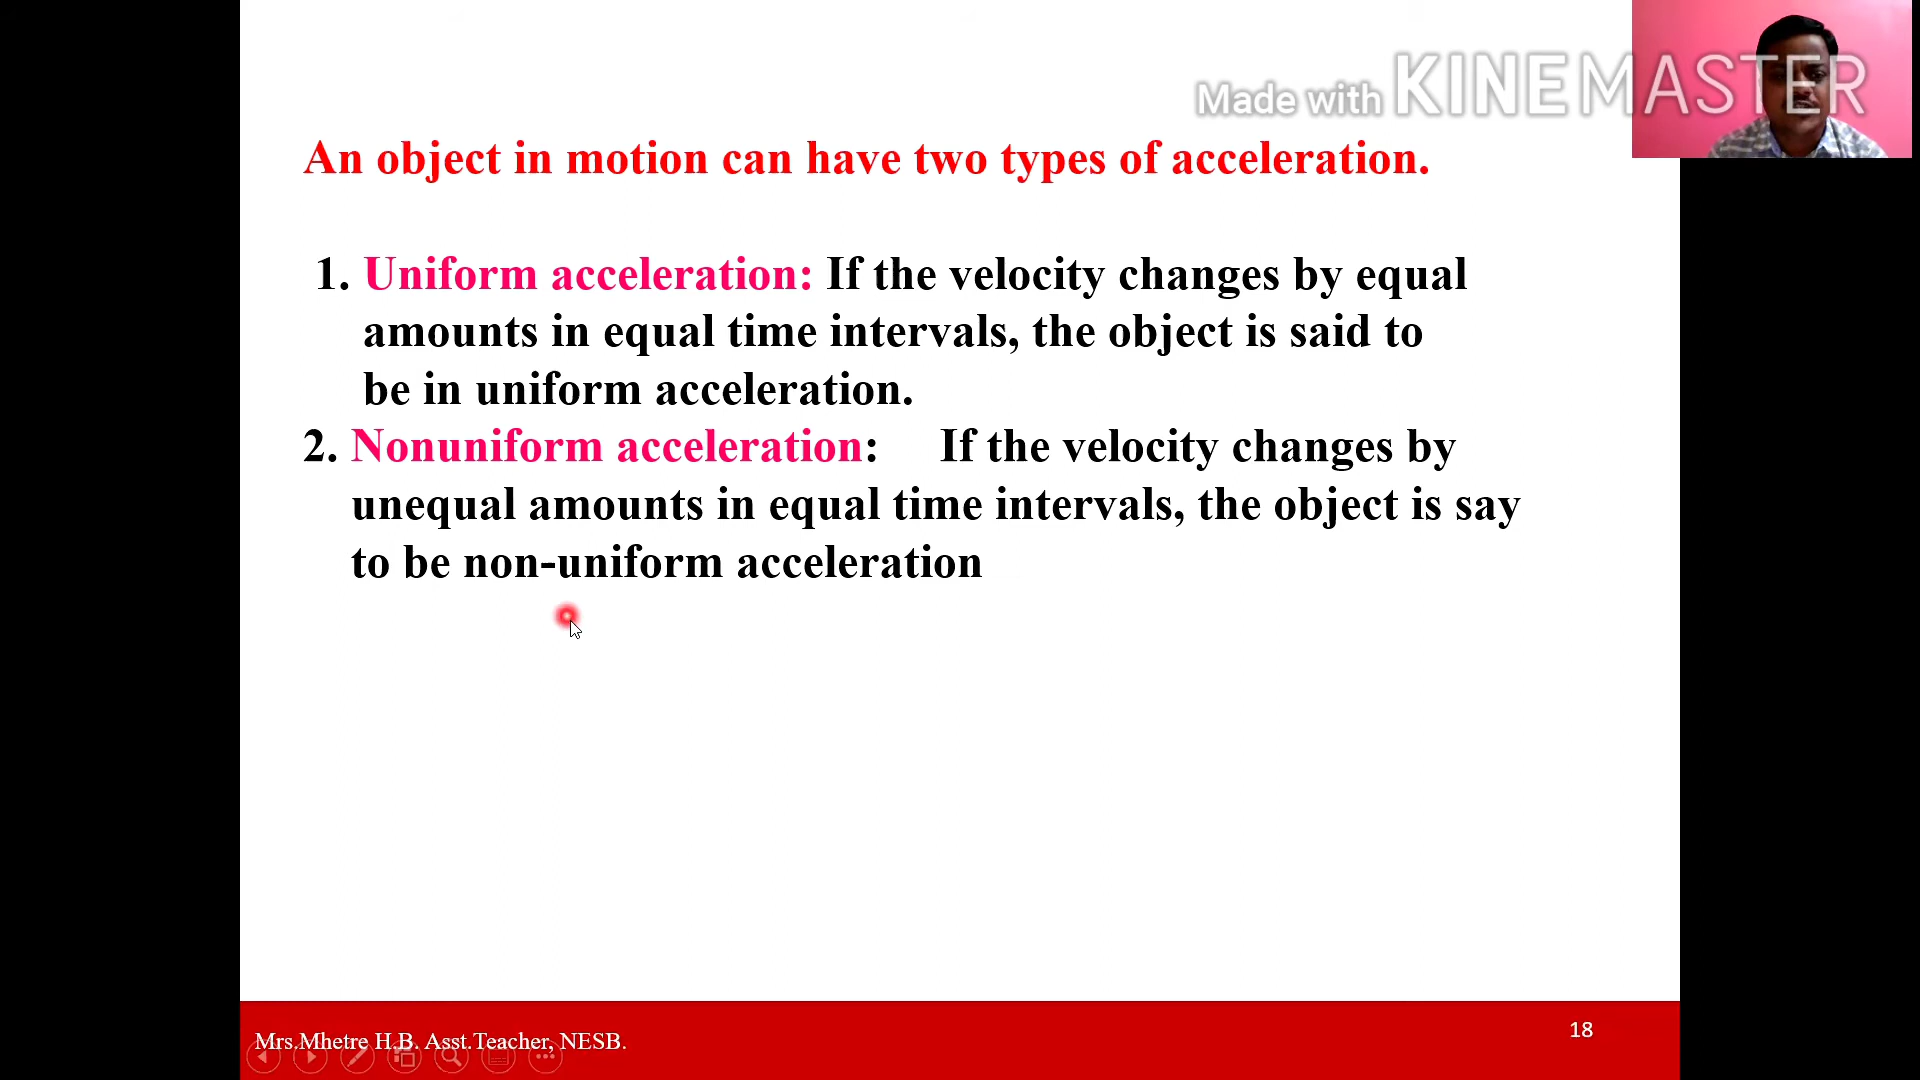 Made with KINEMASTER
An object in motion can have two types of acceleration.
1. Uniform acceleration: If the velocity changes by equal
amounts in equal time intervals, the object is said to
be in uniform acceleration.
2. Nonuniform acceleration: If the velocity changes by
unequal amounts in equal time intervals, the object is say
to be non-uniform acceleration
Mrs.Mhetre H.B. Asst.Teacher, NESB.
18